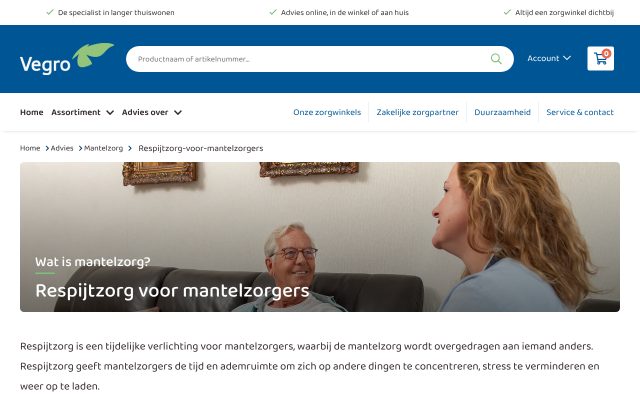 De specialist in langer thuiswonen
Advies online, in de winkel of aan huis
Altijd een zorgwinkel dichtbij
Vegro
Productnaam of artikelnummer...
Account
0
Home Assortiment Advies over
Onze zorgwinkels Zakelijke zorgpartner Duurzaamheid Service & contact
Home Advies Mantelzorg Respijtzorg-voor-mantelzorgers
Wat is mantelzorg?
Respijtzorg voor mantelzorgers
Respijtzorg is een tijdelijke verlichting voor mantelzorgers, waarbij de mantelzorg wordt overgedragen aan iemand anders.
Respijtzorg geeft mantelzorgers de tijd en ademruimte om zich op andere dingen te concentreren, stress te verminderen en
weer op te laden.